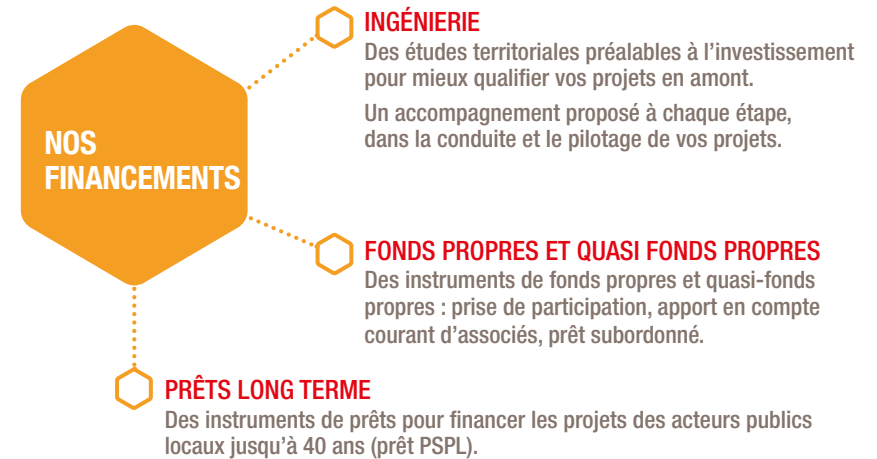 NOS
FINANCEMENTS
INGÉNIERIE
Des études territoriales préalables à l’investissement
pour mieux qualifier vos projets en amont.
Un accompagnement proposé à chaque étape,
dans la conduite et le pilotage de vos projets.
FONDS PROPRES ET QUASI FONDS PROPRES
Des instruments de fonds propres et quasi-fonds
propres : prise de participation, apport en compte
courant d’associés, prêt subordonné.
PRÊTS LONG TERME
Des instruments de prêts pour financer les projets des acteurs publics
locaux jusqu’à 40 ans (prêt PSPL).